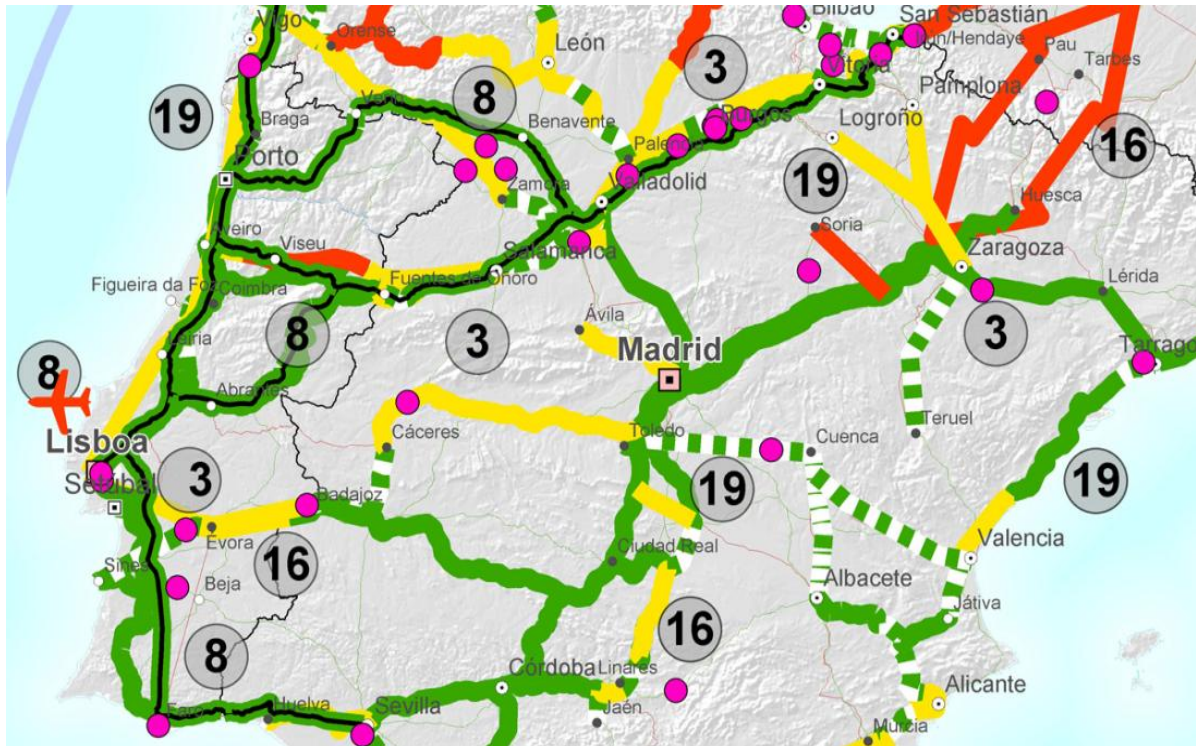 Vigo
Orense
León
Bilbao
San Sebastián
Irun/Hendaye
Pau
Tarbes
Vitoria
Pamplona
Logroño
3
8
19
Braga
Porto
Benavente
Palencia
Burgos
16
Zamora
Valladolid
19
Huesca
Soria
Aveiro
Viseu
Salamanca
Zaragoza
Figueira da Foz
Coimbra
Fuentes de Onoro
Lérida
8
3
Ávila
3
Leiria
Madrid
Tarrago
8
Abrantes
Lisboa
Cáceres
Toledo
Cuenca
Teruel
Setúbal
3
Badajoz
19
19
Évora
Ciudad Real
Valencia
Sines
16
Beja
Albacete
Játiva
8
16
Córdoba
Linares
Alicante
Faro
Huelva
Sevilla
Jaén
Murcia